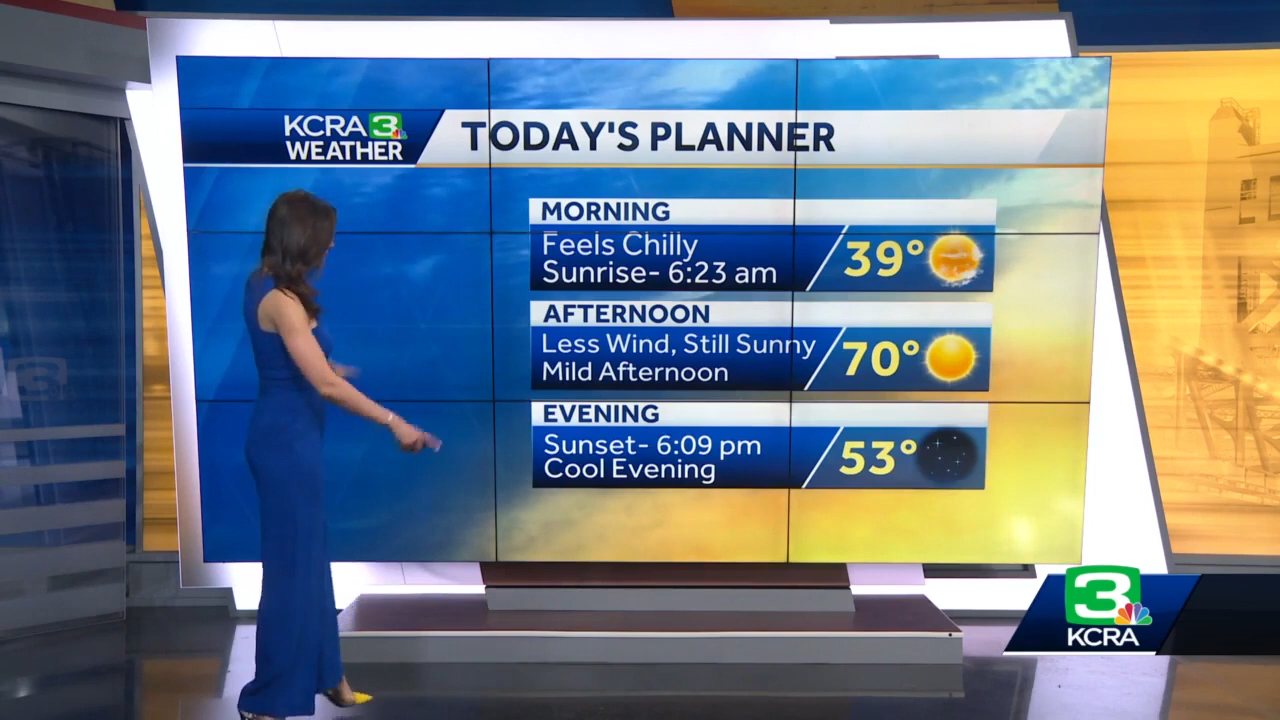 KCRA 3
WEATHER
TODAY'S PLANNER
MORNING
Feels Chilly
Sunrise- 6:23 am
39°
AFTERNOON
Less Wind, Still Sunny
Mild Afternoon
70°
EVENING
Sunset- 6:09 pm
Cool Evening
53°
3
3
KCRA